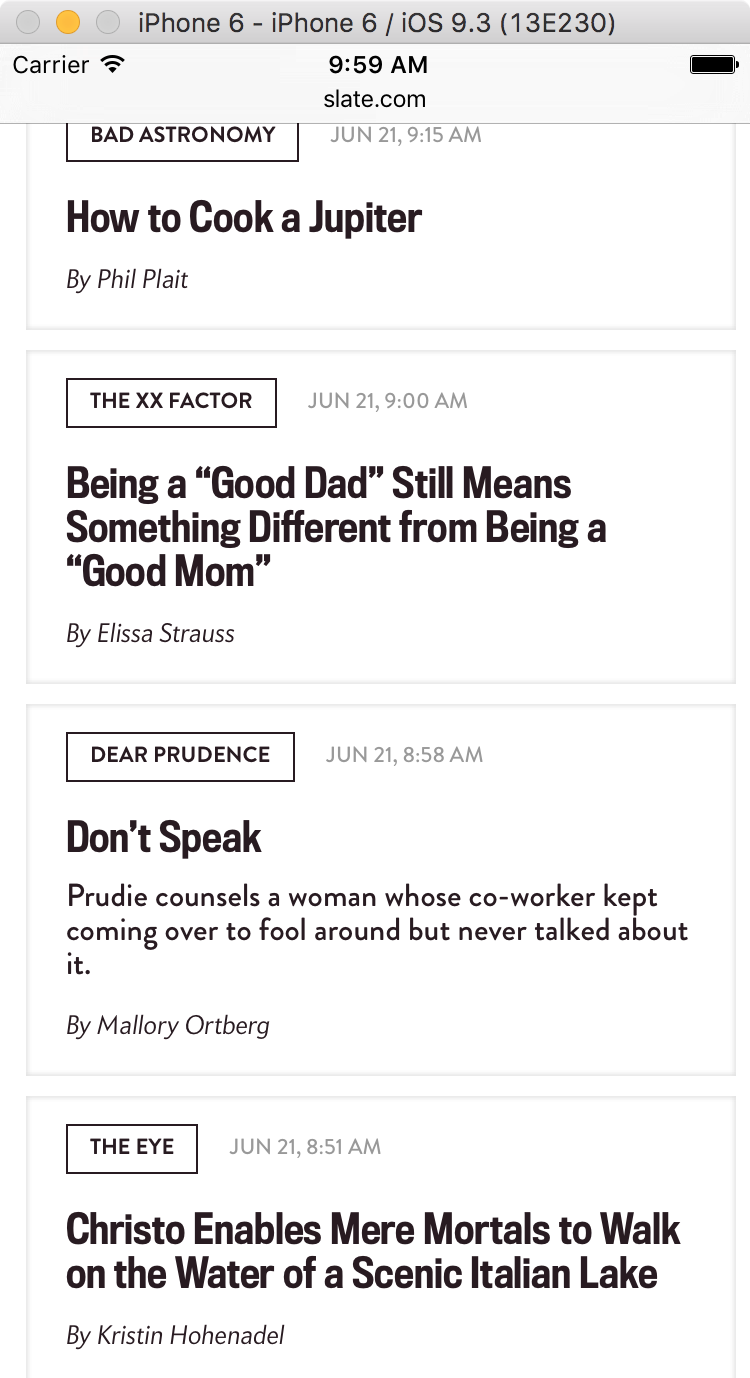 iPhone 6 - iPhone 6 / iOS 9.3 (13E230)
Carrier 9:59 AM
slate.com
BAD ASTRONOMY JUN 21, 9:15 AM
How to Cook a Jupiter
By Phil Plait
THE XX FACTOR JUN 21, 9:00 AM
Being a “Good Dad” Still Means
Something Different from Being a
“Good Mom”
By Elissa Strauss
DEAR PRUDENCE JUN 21, 8:58 AM
Don’t Speak
Prudie counsels a woman whose co-worker kept
coming over to fool around but never talked about
it.
By Mallory Ortberg
THE EYE JUN 21, 8:51 AM
Christo Enables Mere Mortals to Walk
on the Water of a Scenic Italian Lake
By Kristin Hohenadel